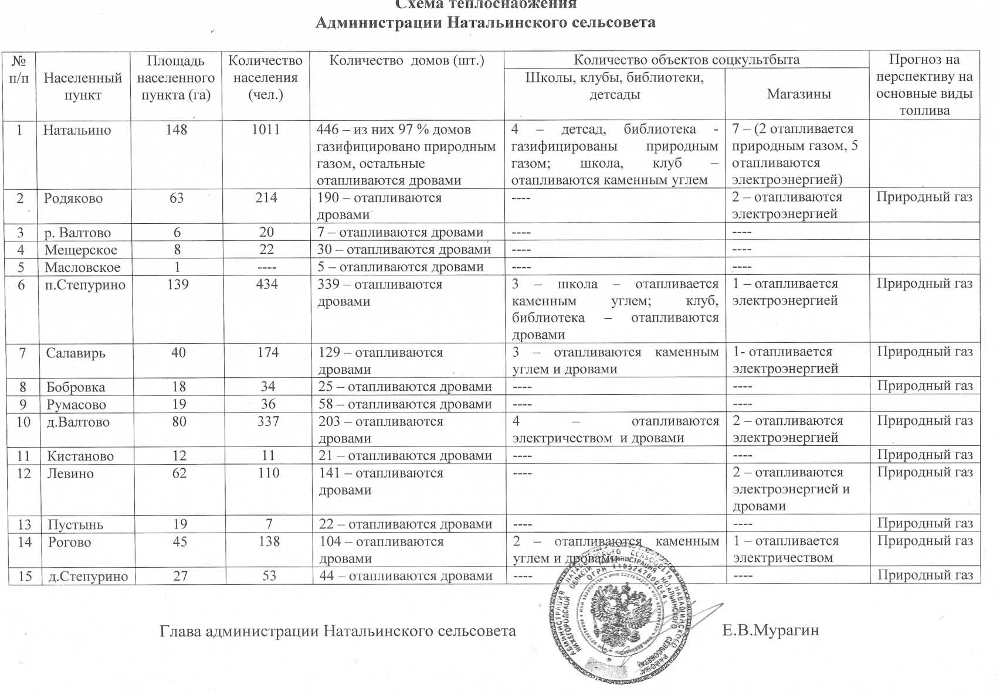 Схема теплоснабжения
Администрации Натальинского сельсовета
№ п/п
Населенный пункт
Площадь населенного пункта (га)
Количество населения (чел.)
Количество домов (шт.)
Количество объектов соцкультбыта
Школы, клубы, библиотеки, детсады
Магазины
Прогноз на перспективу на основные виды топлива
1 Натальино 148 1011 446 – из них 97 % домов газифицировано природным газом, остальные отапливаются дровами 4 – детсад, библиотека - газифицированы природным газом; школа, клуб – отапливаются каменным углем 7 – (2 отапливается природным газом, 5 отапливаются электроэнергией)
2 Родяково 63 214 190 – отапливаются дровами ---- 2 – отапливаются электроэнергией Природный газ
3 р. Валтово 6 20 7 – отапливаются дровами ---- ----
4 Мещерское 8 22 30 – отапливаются дровами ---- ----
5 Масловское 1 ---- 5 – отапливаются дровами ---- ----
6 п.Степурино 139 434 339 – отапливаются дровами 3 – школа – отапливается каменным углем; клуб, библиотека – отапливаются дровами 1 – отапливается электроэнергией Природный газ
7 Салавирь 40 174 129 – отапливаются дровами 3 – отапливаются каменным углем и дровами 1- отапливается электроэнергией Природный газ
8 Бобровка 18 34 25 – отапливаются дровами ---- ---- Природный газ
9 Румасово 19 36 58 – отапливаются дровами ---- ----
10 д.Валтово 80 337 203 – отапливаются дровами 4 – отапливаются электричеством и дровами 2 – отапливаются электроэнергией Природный газ
11 Кистаново 12 11 21 – отапливаются дровами ---- ---- Природный газ
12 Левино 62 110 141 – отапливаются дровами ---- 2 – отапливаются электроэнергией и дровами Природный газ
13 Пустынь 19 7 22 – отапливаются дровами ---- ---- Природный газ
14 Рогово 45 138 104 – отапливаются дровами 2 – отапливаются каменным углем и дровами 1 – отапливается электричеством Природный газ
15 д.Степурино 27 53 44 – отапливаются дровами ---- ---- Природный газ
Глава администрации Натальинского сельсовета Е.В.Мурагин
АДМИНИСТРАЦИЯ НАТАЛЬИНСКОГО СЕЛЬСОВЕТА НАВАШИНСКОГО РАЙОНА
НИЖЕГОРОДСКОЙ ОБЛАСТИ (АДМИНИСТРАЦИЯ НАТАЛЬИНСКОГО СЕЛЬСОВЕТА)